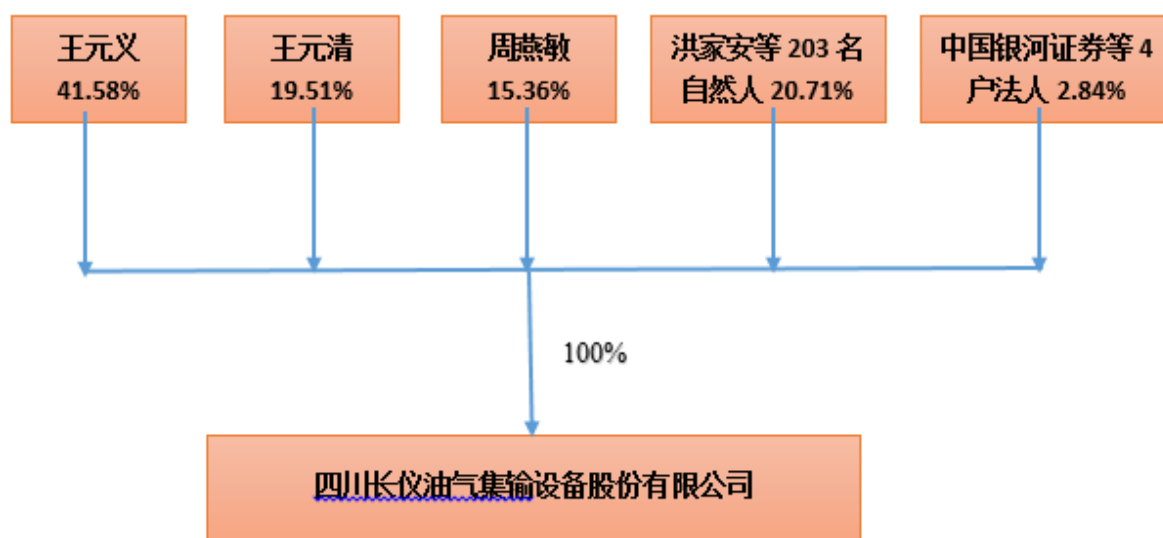 王元义
41.58%
王元清
19.51%
周燕敏
15.36%
洪家安等 203 名
自然人 20.71%
中国银河证券等 4
户法人 2.84%
100%
四川长仪油气集输设备股份有限公司